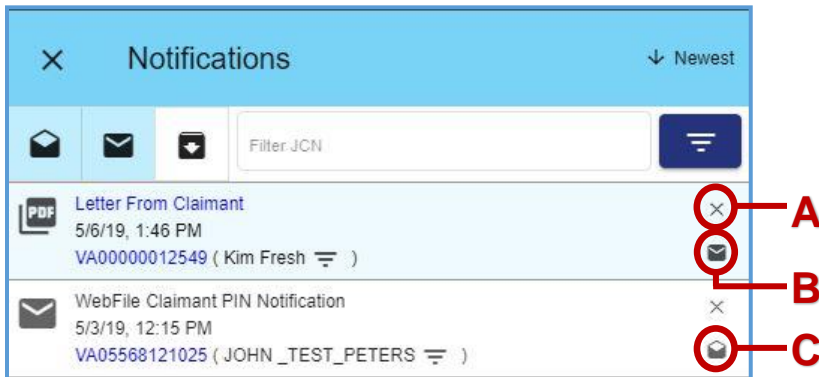 Notifications
Newest
Filter JCN
PDF
Letter From Claimant
5/6/19, 1:46 PM
VA00000012549 ( Kim Fresh )
A
B
WebFile Claimant PIN Notification
5/3/19, 12:15 PM
VA05568121025 ( JOHN _TEST_PETERS )
C